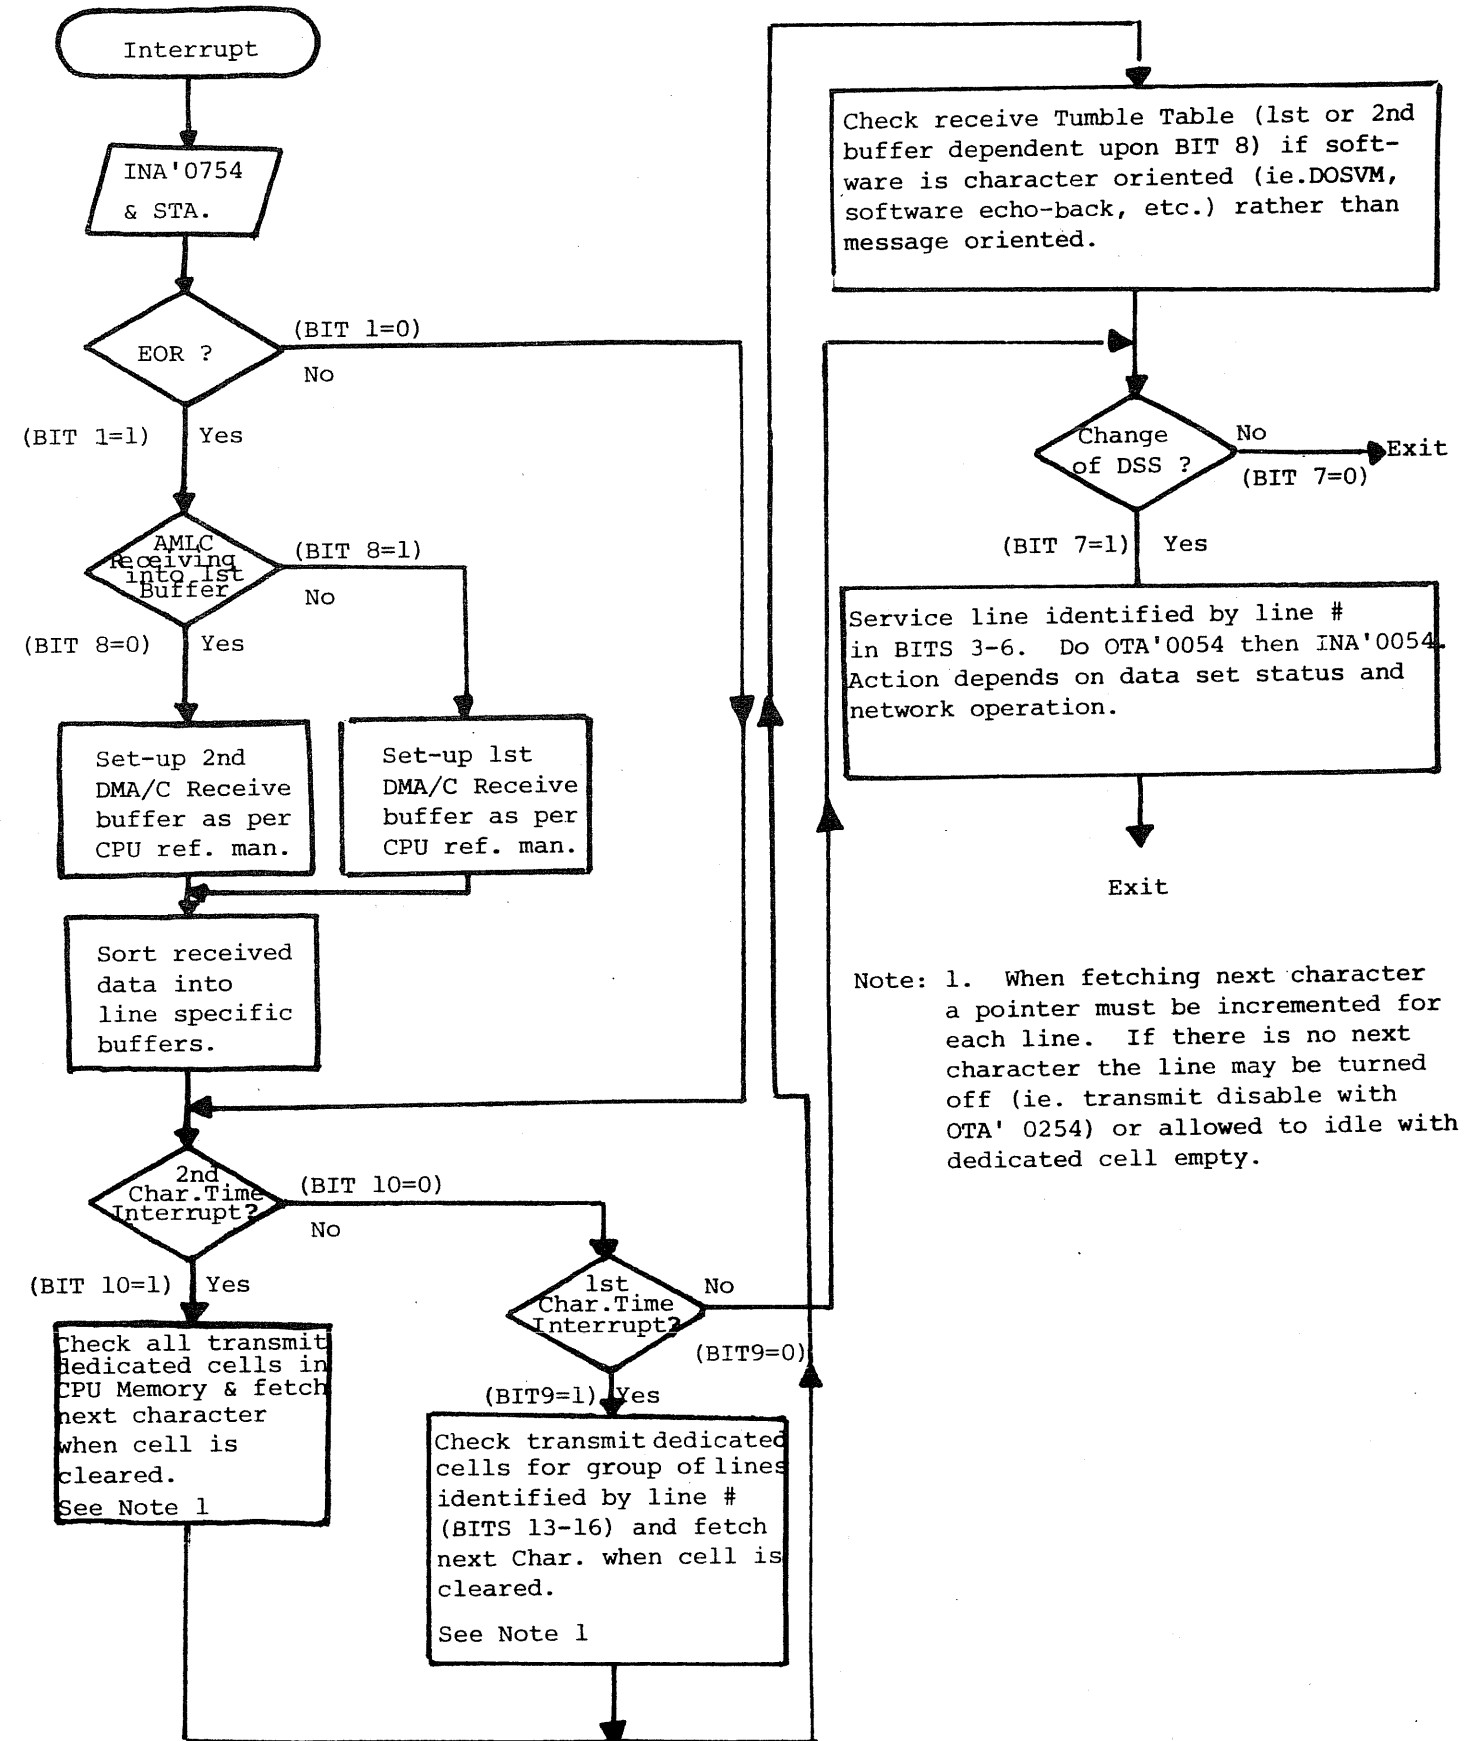 Interrupt
INA'0754
& STA.
EOR ?
(BIT 1=0)
No
(BIT 1=1)
Yes
AMLC
Receiving
into 1st
Buffer
(BIT 8=1)
No
(BIT 8=0)
Yes
Set-up 2nd
DMA/C Receive
buffer as per
CPU ref. man.
Set-up 1st
DMA/C Receive
buffer as per
CPU ref. man.
Sort received
data into
line specific
buffers.
2nd
Char.Time
Interrupt?
(BIT 10=0)
No
(BIT 10=1)
Yes
Check all transmit
dedicated cells in
CPU Memory & fetch
next character
when cell is
cleared.
See Note 1
1st
Char.Time
Interrupt?
No
(BIT9=0)
(BIT9=1)
Yes
Check transmit dedicated
cells for group of lines
identified by line #
(BITS 13-16) and fetch
next Char. when cell is
cleared.
See Note 1
Check receive Tumble Table (1st or 2nd
buffer dependent upon BIT 8) if soft-
ware is character oriented (ie.DOSVM,
software echo-back, etc.) rather than
message oriented.
Change
of DSS ?
No
Exit
(BIT 7=0)
(BIT 7=1)
Yes
Service line identified by line #
in BITS 3-6.  Do OTA'0054 then INA'0054.
Action depends on data set status and
network operation.
Exit
Note: 1.  When fetching next character
a pointer must be incremented for
each line.  If there is no next
character the line may be turned
off (ie. transmit disable with
OTA' 0254) or allowed to idle with
dedicated cell empty.